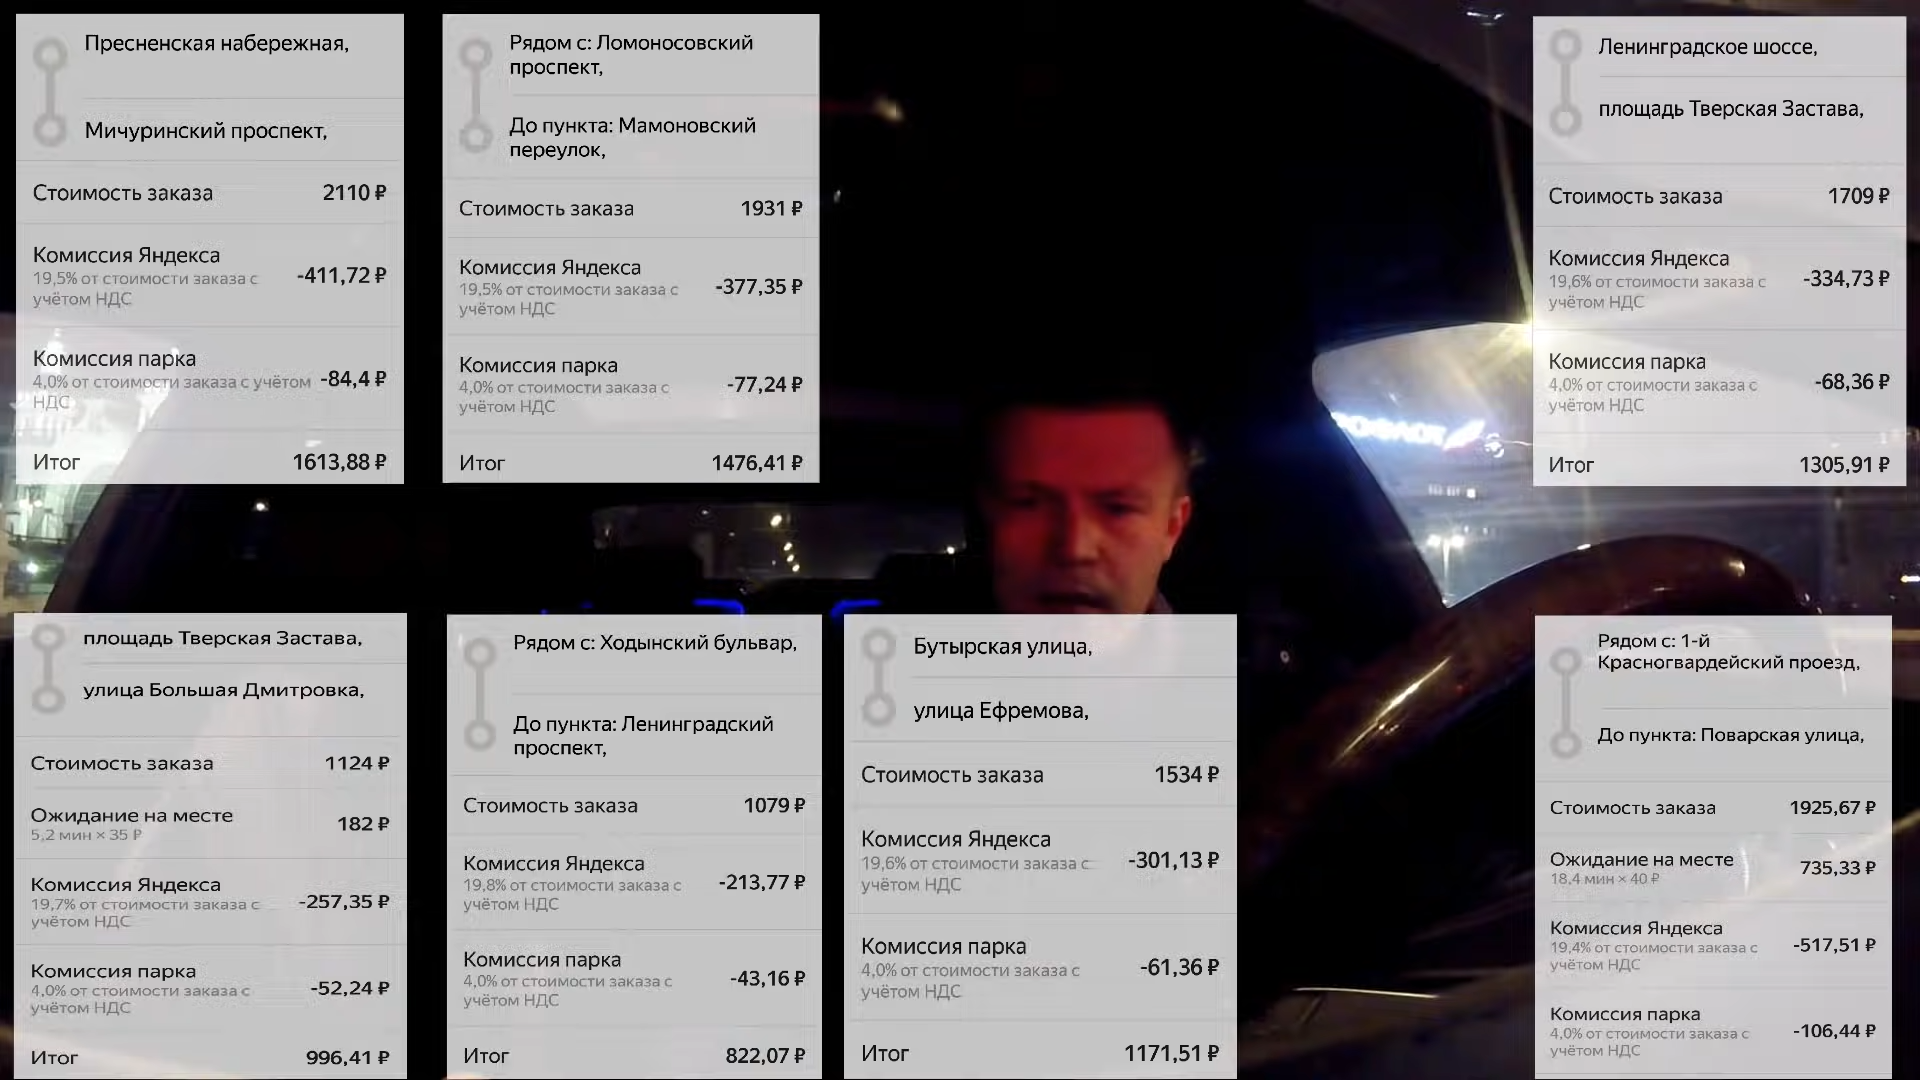 Пресненская набережная,
Мичуринский проспект,
Стоимость заказа 2110 ₽
Комиссия Яндекса
19,5% от стоимости заказа с
учётом НДС
-411,72 ₽
Комиссия парка
4,0% от стоимости заказа с учётом
НДС
-84,4 ₽
Итог 1613,88 ₽
Рядом с: Ломоносовский
проспект,
До пункта: Мамоновский
переулок,
Стоимость заказа 1931 ₽
Комиссия Яндекса
19,5% от стоимости заказа с
учётом НДС
-377,35 ₽
Комиссия парка
4,0% от стоимости заказа с
учётом НДС
-77,24 ₽
Итог 1476,41 ₽
Ленинградское шоссе,
площадь Тверская Застава,
Стоимость заказа 1709 ₽
Комиссия Яндекса
19,6% от стоимости заказа с
учётом НДС
-334,73 ₽
Комиссия парка
4,0% от стоимости заказа с
учётом НДС
-68,36 ₽
Итог 1305,91 ₽
площадь Тверская Застава,
улица Большая Дмитровка,
Стоимость заказа 1124 ₽
Ожидание на месте
5,2 мин × 35 ₽
182 ₽
Комиссия Яндекса
19,7% от стоимости заказа с
учётом НДС
-257,35 ₽
Комиссия парка
4,0% от стоимости заказа с
учётом НДС
-52,24 ₽
Итог 996,41 ₽
Рядом с: Ходынский бульвар,
До пункта: Ленинградский
проспект,
Стоимость заказа 1079 ₽
Комиссия Яндекса
19,8% от стоимости заказа с
учётом НДС
-213,77 ₽
Комиссия парка
4,0% от стоимости заказа с
учётом НДС
-43,16 ₽
Итог 822,07 ₽
Бутырская улица,
улица Ефремова,
Стоимость заказа 1534 ₽
Комиссия Яндекса
19,6% от стоимости заказа с
учётом НДС
-301,13 ₽
Комиссия парка
4,0% от стоимости заказа с
учётом НДС
-61,36 ₽
Итог 1171,51 ₽
Рядом с: 1-й
Красногвардейский проезд,
До пункта: Поварская улица,
Стоимость заказа 1925,67 ₽
Ожидание на месте
18,4 мин × 40 ₽
735,33 ₽
Комиссия Яндекса
19,4% от стоимости заказа с
учётом НДС
-517,51 ₽
Комиссия парка
4,0% от стоимости заказа с
учётом НДС
-106,44 ₽